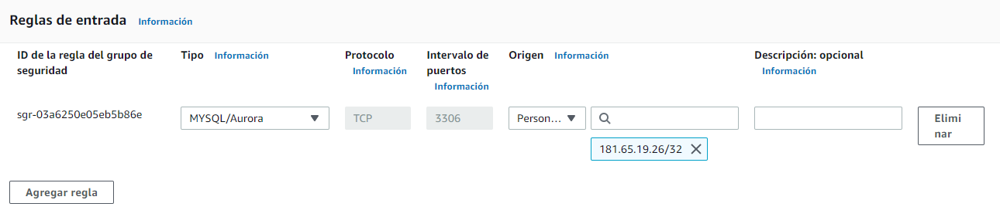 Reglas de entrada Información
ID de la regla del grupo de seguridad
Tipo Información
Protocolo Información
Intervalo de puertos Información
Origen Información
Descripción: opcional Información
sgr-03a6250e05eb5b86e
MYSQL/Aurora
TCP
3306
Person...
181.65.19.26/32
Elimi
nar
Agregar regla